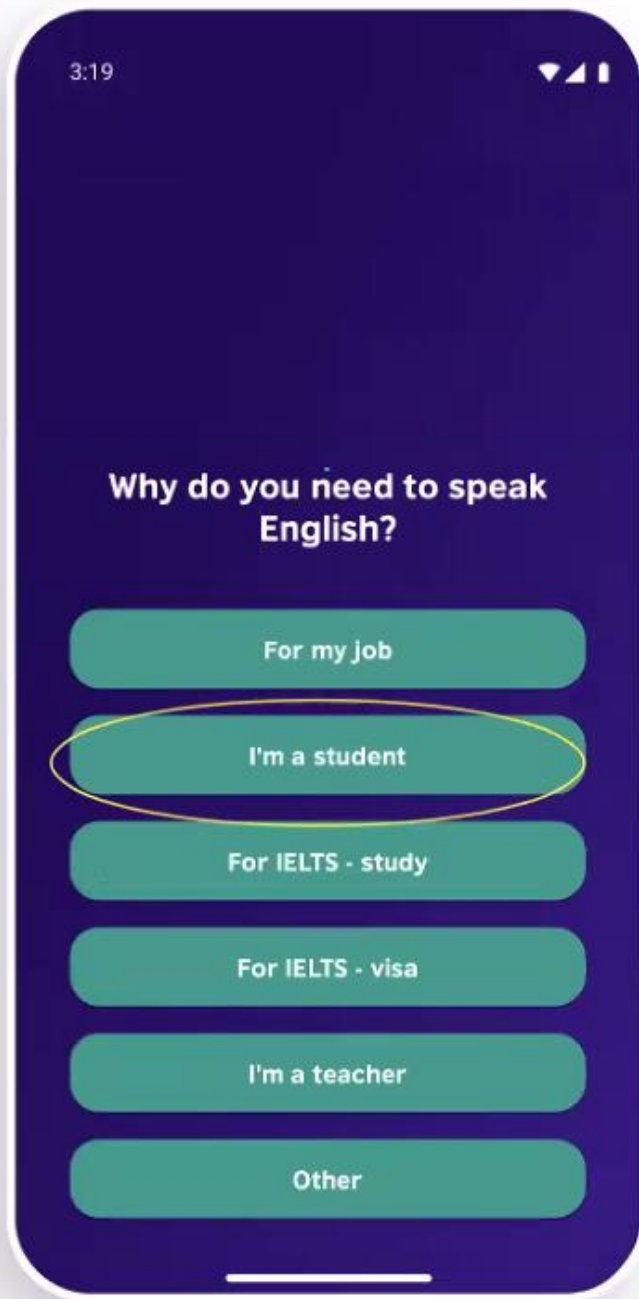 3:19
Why do you need to speak
English?
For my job
I'm a student
For IELTS - study
For IELTS - visa
I'm a teacher
Other